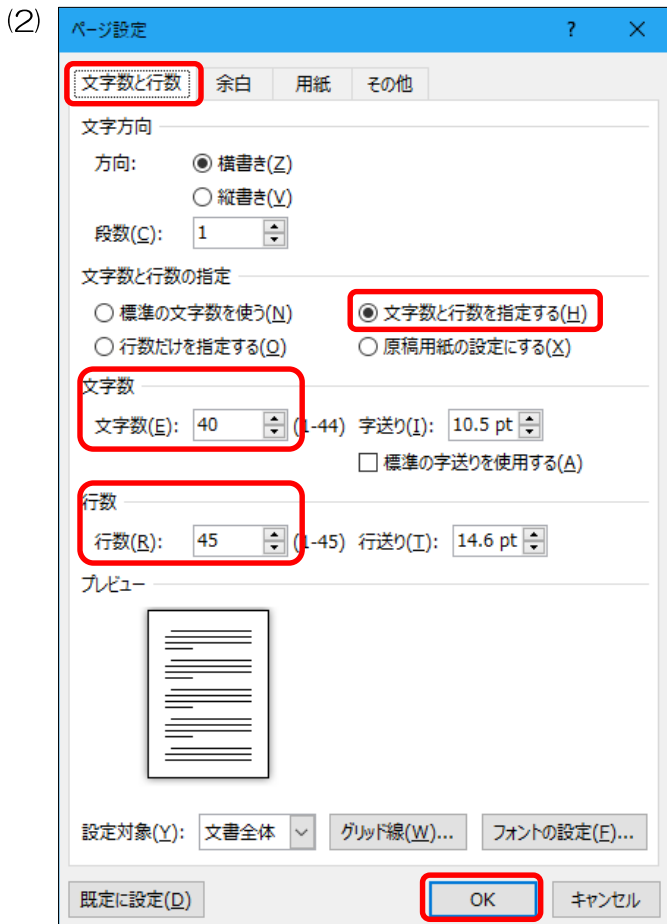 (2)
ページ設定 ? ×
文字数と行数 余白 用紙 その他
文字方向
方向: 横書き(Z)
縦書き(V)
段数(C): 1
文字数と行数の指定
標準の文字数を使う(N) 文字数と行数を指定する(H)
行数だけを指定する(O) 原稿用紙の設定にする(X)
文字数
文字数(E): 40 (1-44) 字送り(I): 10.5 pt
標準の字送りを使用する(A)
行数
行数(R): 45 (1-45) 行送り(T): 14.6 pt
プレビュー
設定対象(Y): 文書全体 グリッド線(W)... フォントの設定(F)...
既定に設定(D) OK キャンセル